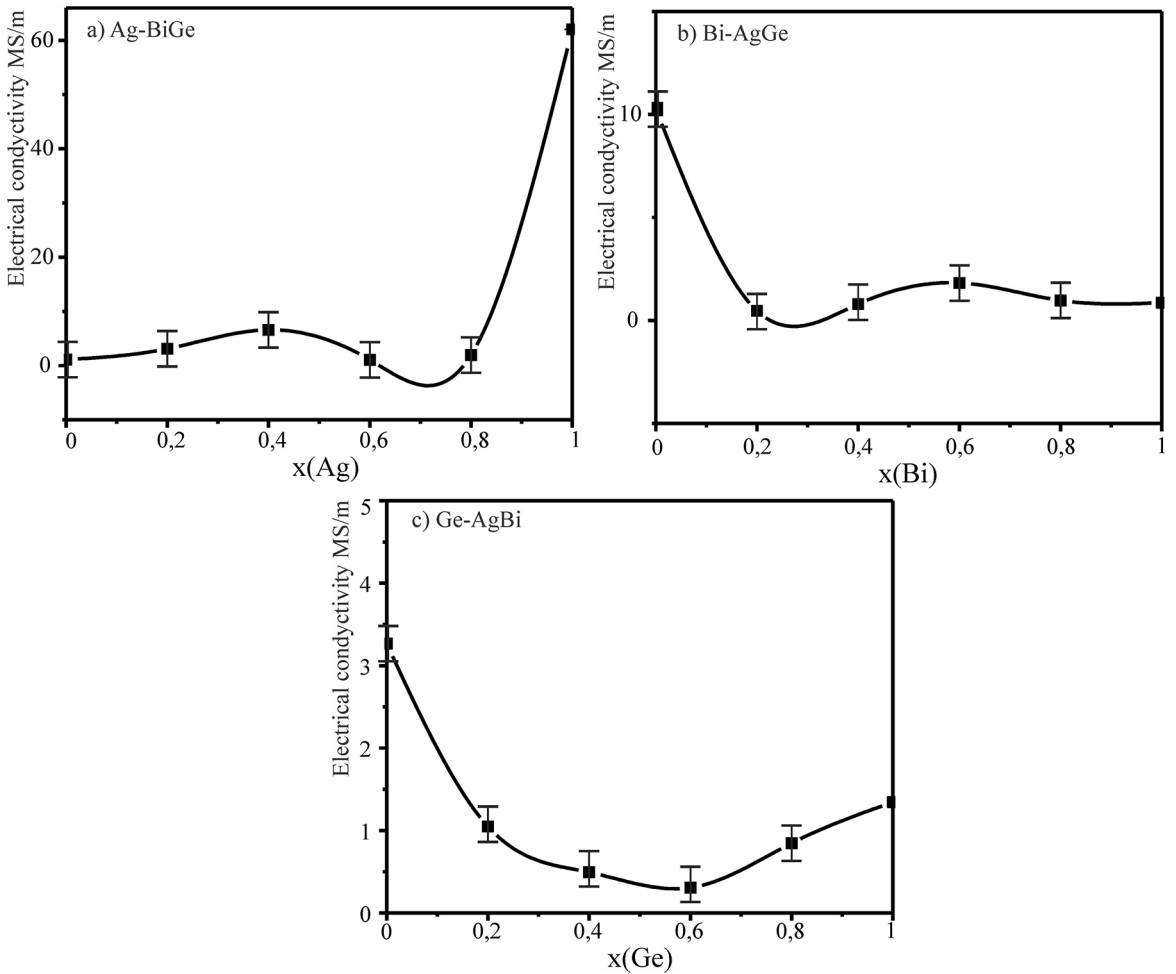 a) Ag-BiGe
Electrical condyctivity MS/m
60
40
20
0
0 0,2 0,4 0,6 0,8 1
x(Ag)
b) Bi-AgGe
Electrical condyctivity MS/m
10
0
0 0,2 0,4 0,6 0,8 1
x(Bi)
c) Ge-AgBi
Electrical condyctivity MS/m
5
4
3
2
1
0
0 0,2 0,4 0,6 0,8 1
x(Ge)